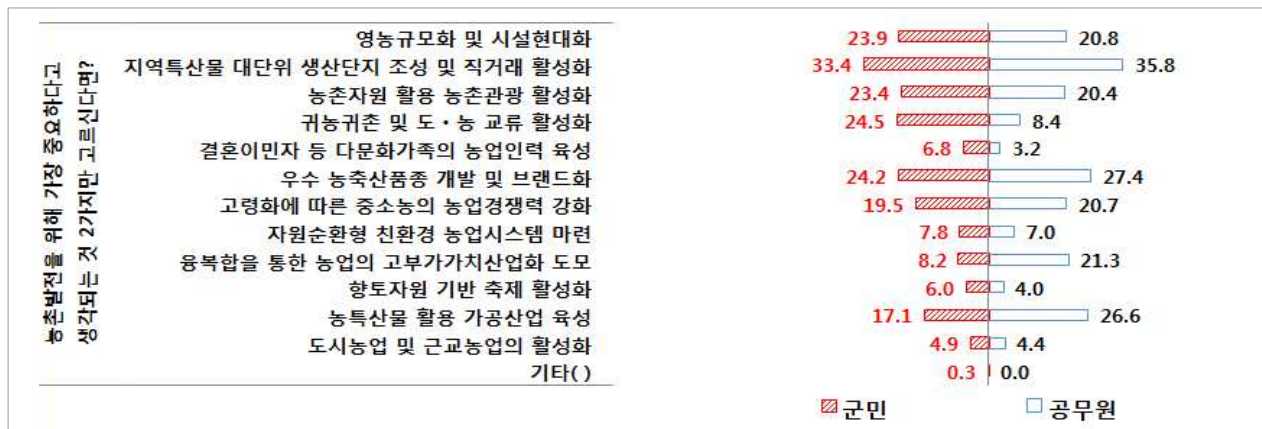 농촌발전을 위해 가장 중요하다고
생각되는 것 2가지만 고르신다면?
영농규모화 및 시설현대화 23.9 20.8
지역특산물 대단위 생산단지 조성 및 직거래 활성화 33.4 35.8
농촌자원 활용 농촌관광 활성화 23.4 20.4
귀농귀촌 및 도·농 교류 활성화 24.5 8.4
결혼이민자 등 다문화가족의 농업인력 육성 6.8 3.2
우수 농축산품종 개발 및 브랜드화 24.2 27.4
고령화에 따른 중소농의 농업경쟁력 강화 19.5 20.7
자원순환형 친환경 농업시스템 마련 7.8 7.0
융복합을 통한 농업의 고부가가치산업화 도모 8.2 21.3
향토자원 기반 축제 활성화 6.0 4.0
농특산물 활용 가공산업 육성 17.1 26.6
도시농업 및 근교농업의 활성화 4.9 4.4
기타( ) 0.3 0.0
군민 공무원